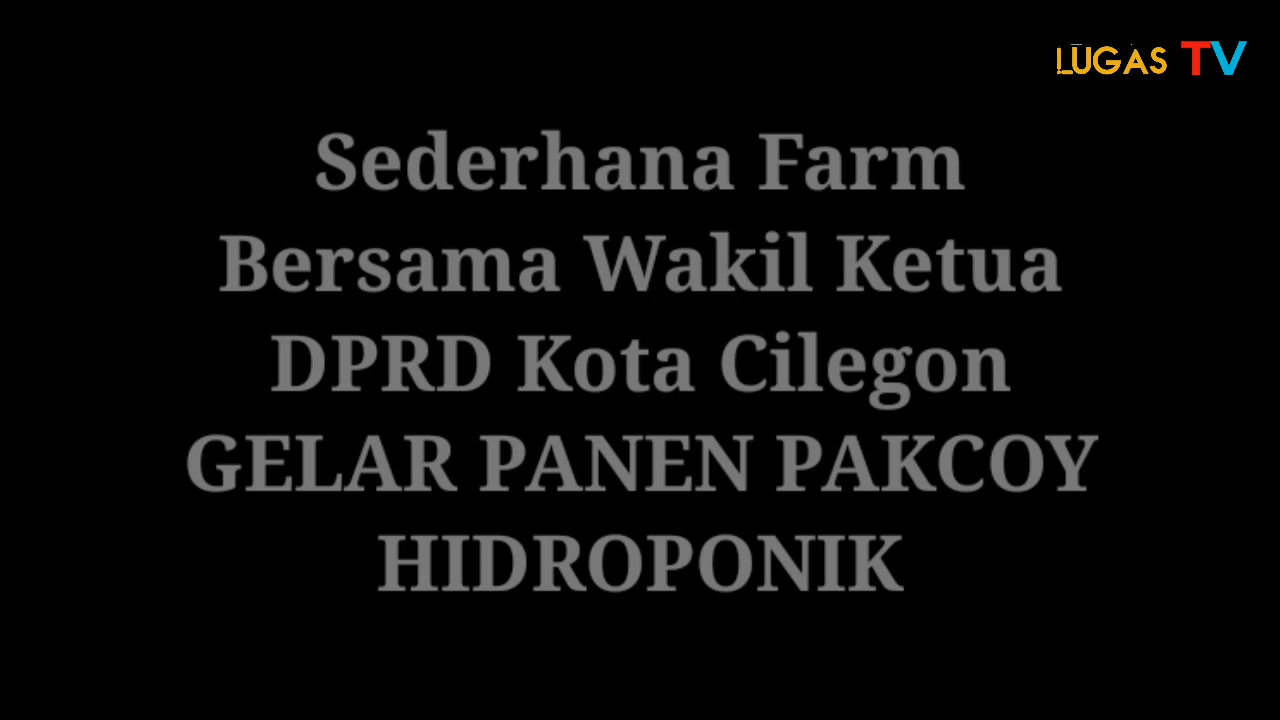 LUGAS TV
Sederhana Farm
Bersama Wakil Ketua
DPRD Kota Cilegon
GELAR PANEN PAKCOY
HIDROPONIK